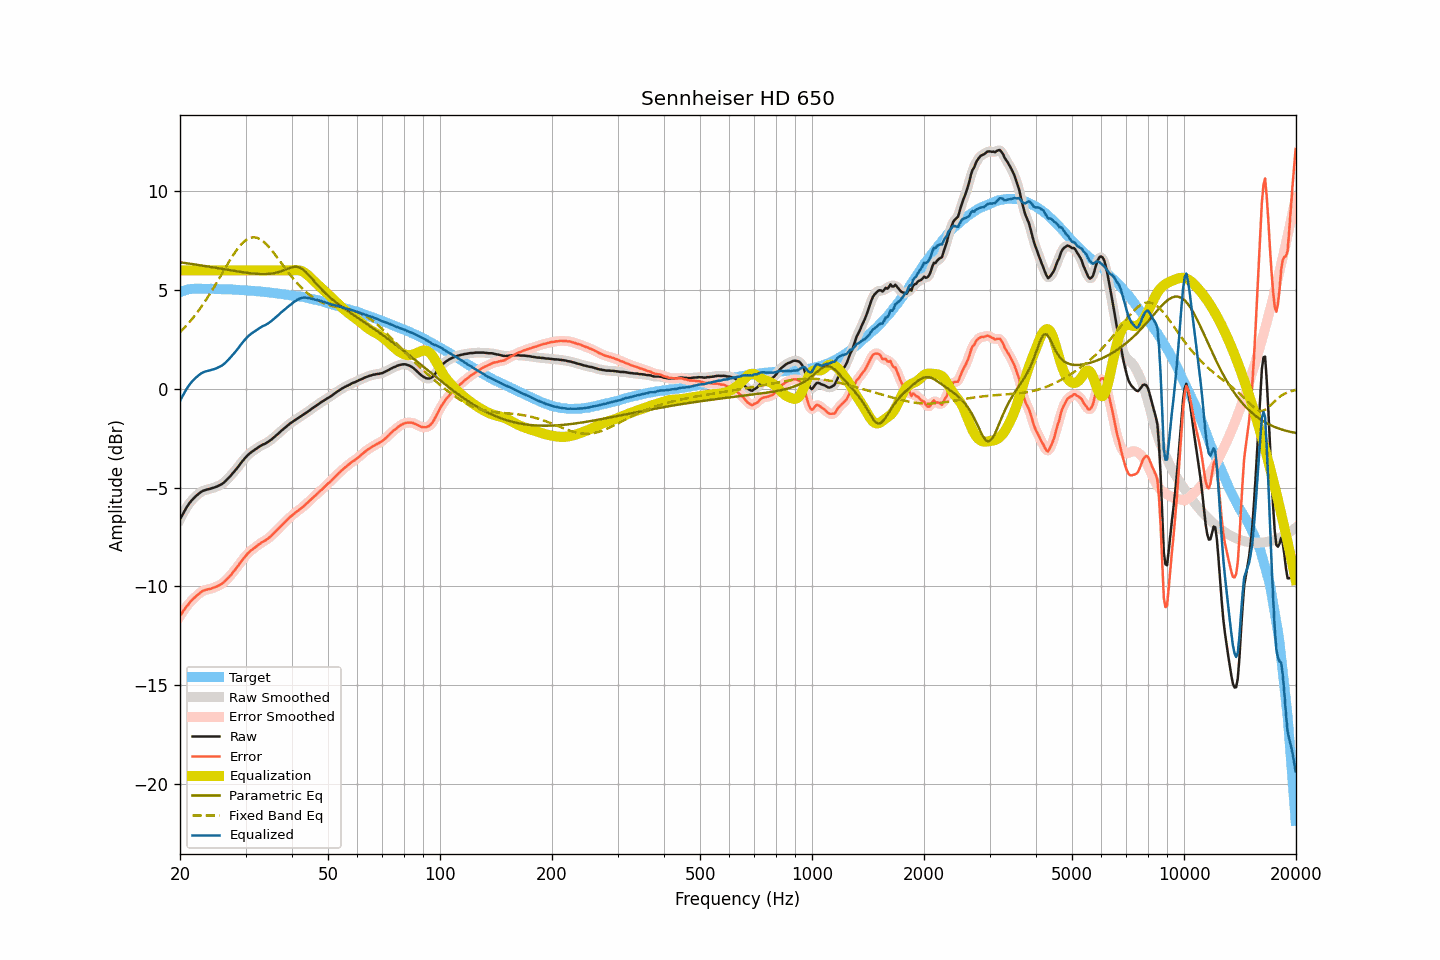 Sennheiser HD 650
10
5
0
−5
−10
−15
−20
Amplitude (dBr)
Target
Raw Smoothed
Error Smoothed
Raw
Error
Equalization
Parametric Eq
Fixed Band Eq
Equalized
20 50 100 200 500 1000 2000 5000 10000 20000
Frequency (Hz)